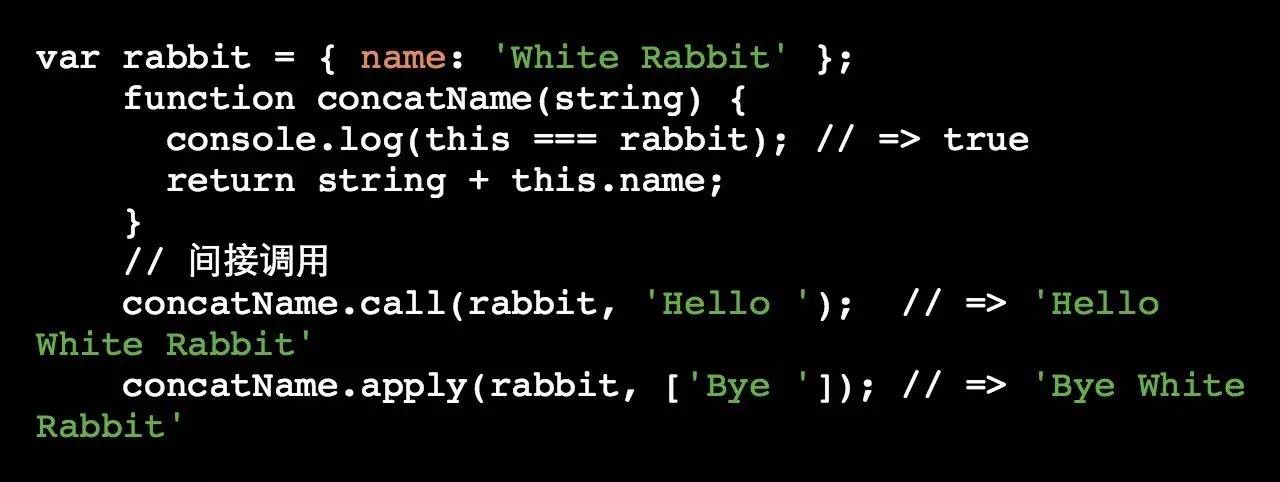 var rabbit = { name: 'White Rabbit' };
    function concatName(string) {
      console.log(this === rabbit); // => true
      return string + this.name;
    }
    // 间接调用
    concatName.call(rabbit, 'Hello ');  // => 'Hello
White Rabbit'
    concatName.apply(rabbit, ['Bye ']); // => 'Bye White
Rabbit'